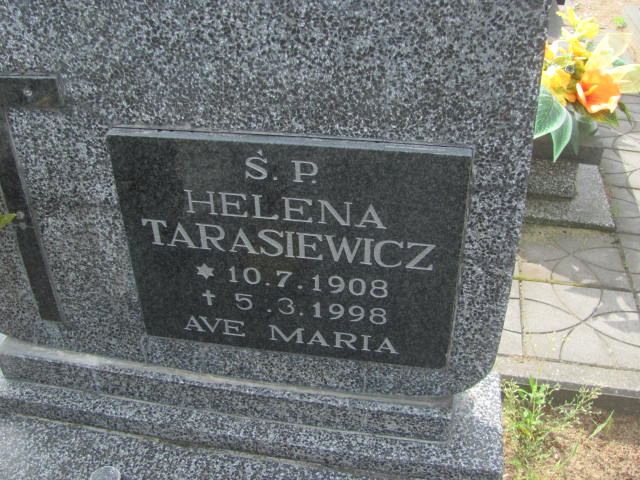 Ś. P.
HELENA
TARASIEWICZ
✶ 10.7.1908
✝ 5.3.1998
AVE MARIA